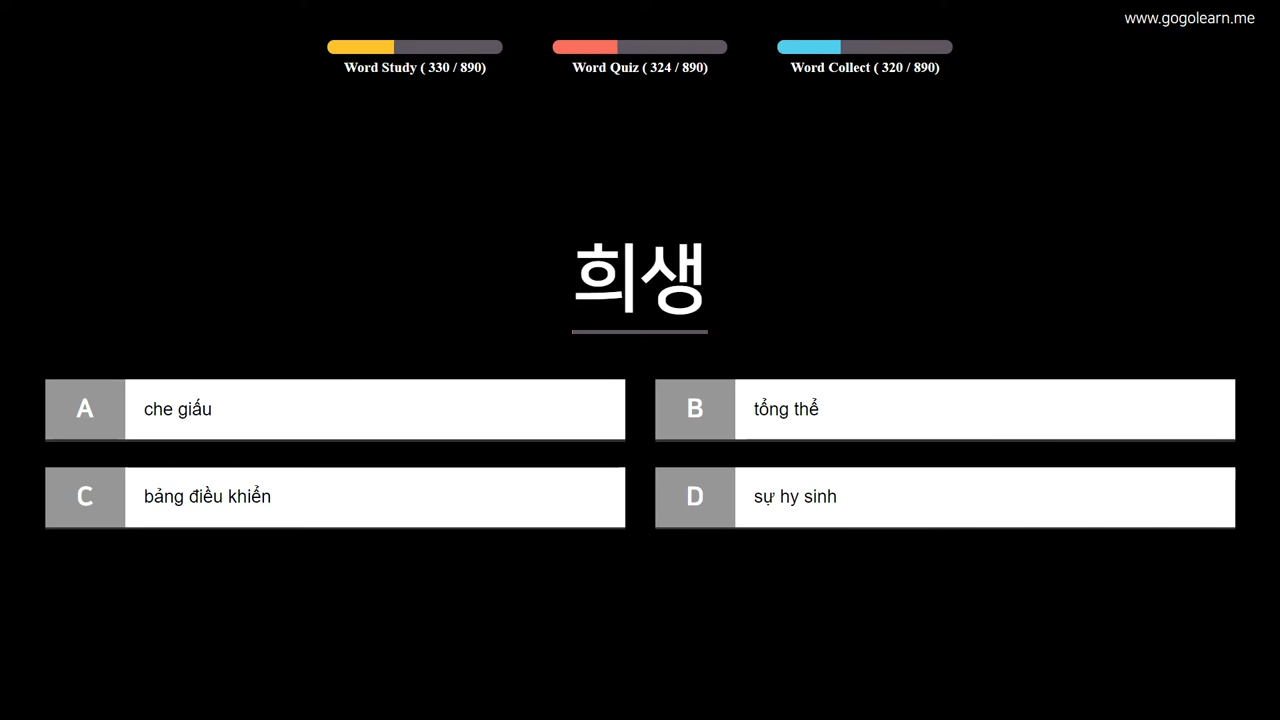 www.gogolearn.me
Word Study ( 330 / 890)
Word Quiz ( 324 / 890)
Word Collect ( 320 / 890)
희생
A che giấu
B tổng thể
C bảng điều khiển
D sự hy sinh